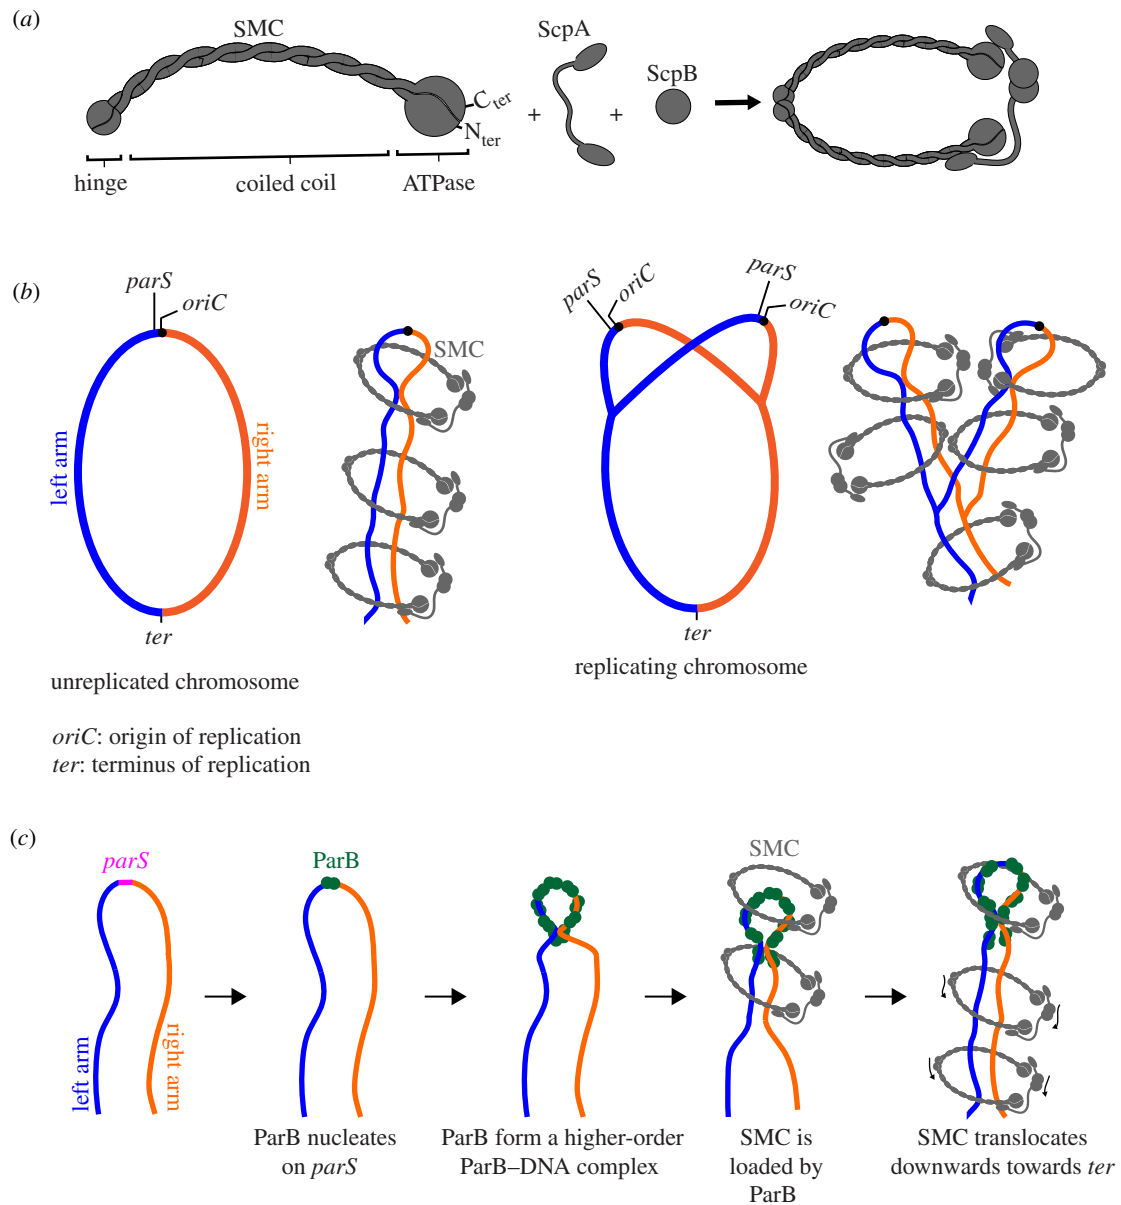 (a)
SMC
ScpA
ScpB
C ter
N ter
+
+
hinge
coiled coil
ATPase
(b)
parS
oriC
SMC
left arm
right arm
ter
unreplicated chromosome
parS
oriC
parS
oriC
ter
replicating chromosome
oriC: origin of replication
ter: terminus of replication
(c)
parS
left arm
right arm
ParB
ParB nucleates
on parS
ParB form a higher-order
ParB–DNA complex
SMC
SMC is
loaded by
ParB
SMC translocates
downwards towards ter